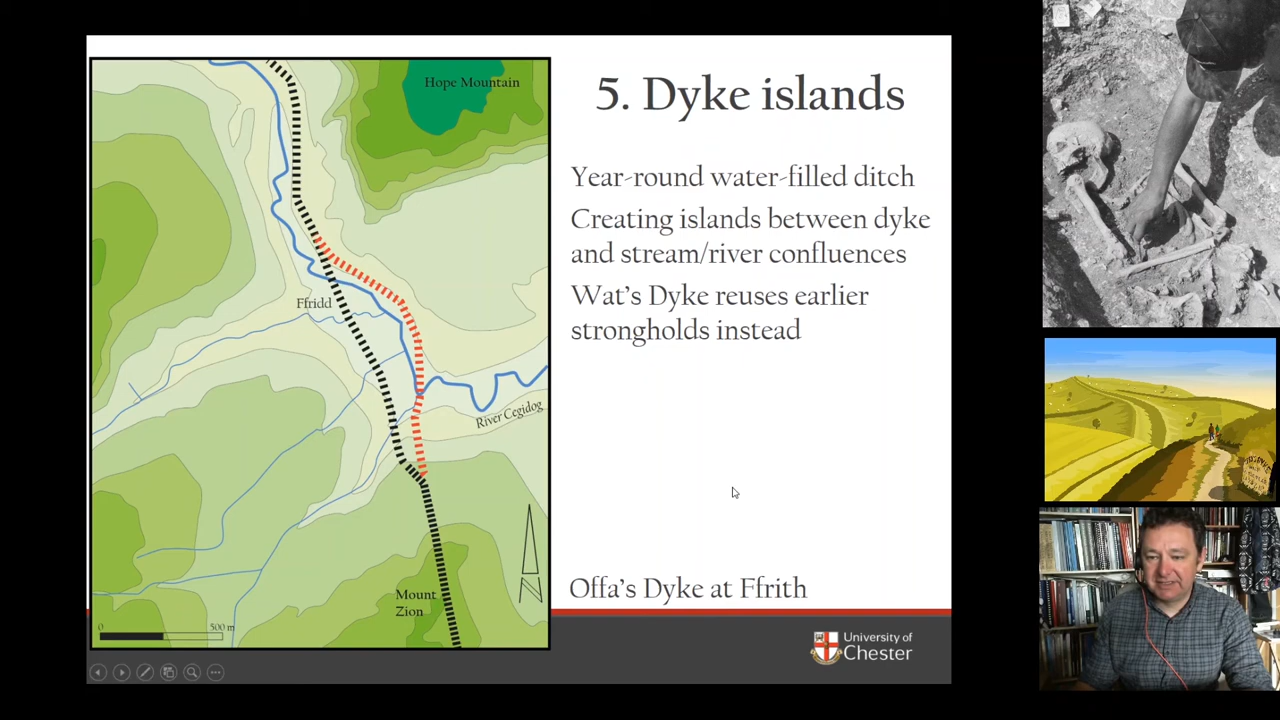 Hope Mountain
Ffridd
River Cegidog
Mount
Zion
0 500 m
N
5. Dyke islands
Year-round water-filled ditch
Creating islands between dyke
and stream/river confluences
Wat's Dyke reuses earlier
strongholds instead
Offa's Dyke at Ffrith
University of
Chester